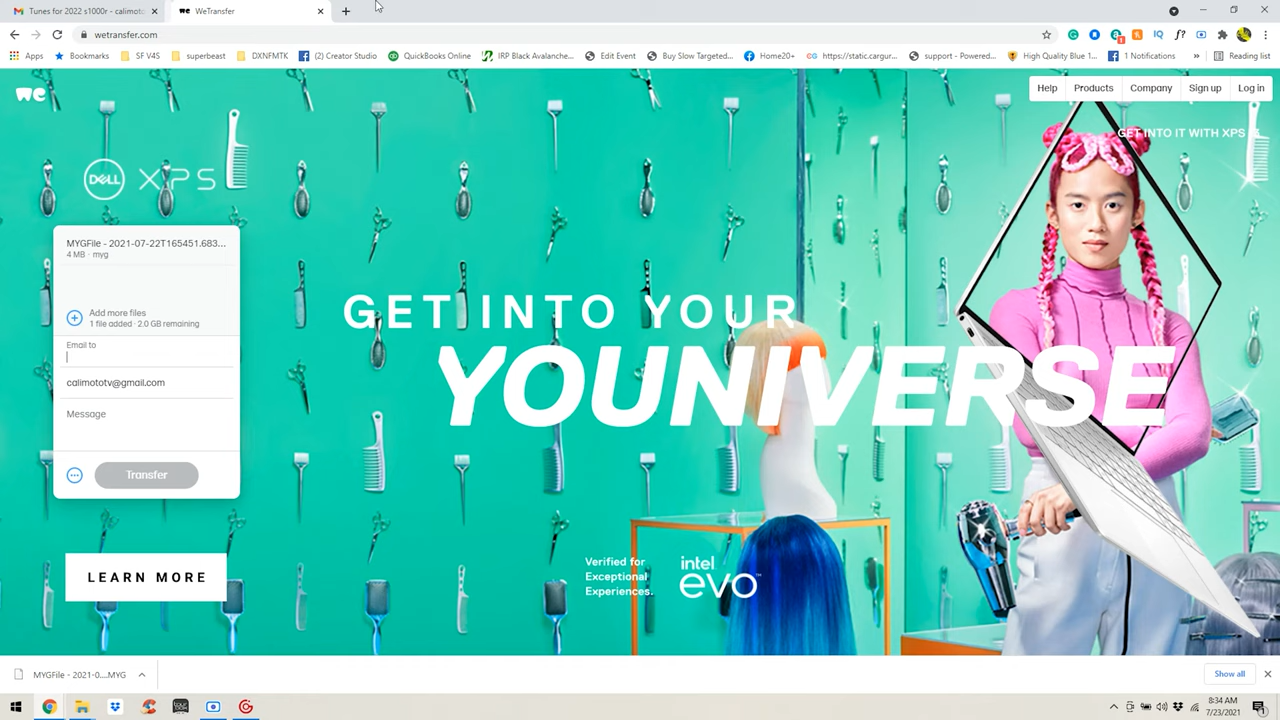 Tunes for 2022 s1000r - calimoto
WeTransfer
wetransfer.com
Apps
Bookmarks
SF V4S
superbeast
DXNFMTK
(2) Creator Studio
QuickBooks Online
IRP Black Avalanche...
Edit Event
Buy Slow Targeted...
Home20+
https://static.cargur...
support - Powered...
High Quality Blue 1...
1 Notifications
»
Reading list
we
Help
Products
Company
Sign up
Log in
GET INTO IT WITH XPS
DELL XPS
MYGFile - 2021-07-22T165451.683...
4 MB · myg
Add more files
1 file added · 2.0 GB remaining
Email to
calimototv@gmail.com
Message
Transfer
GET INTO YOUR
YOUNIVERSE
LEARN MORE
Verified for
Exceptional
Experiences.
intel
evo™
MYGFile - 2021-0....MYG
Show all
8:34 AM
7/23/2021